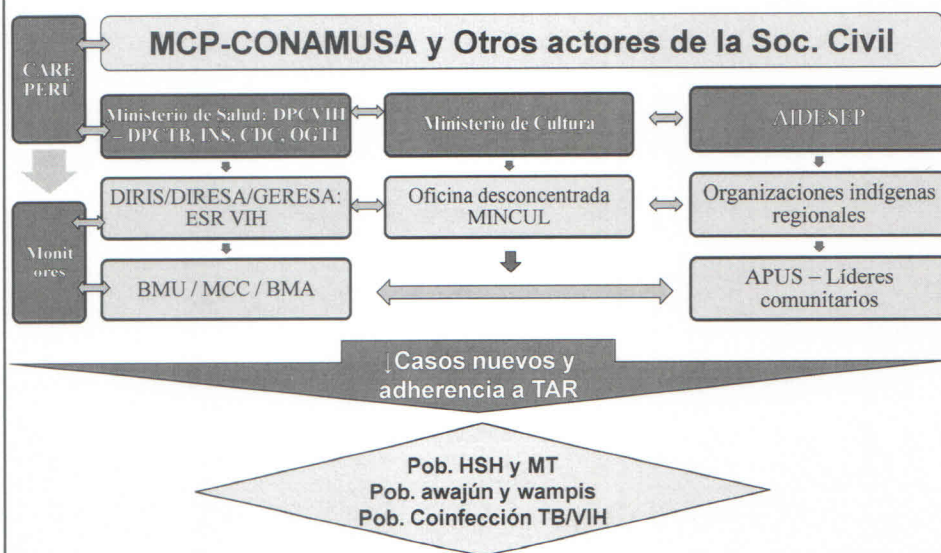 MCP-CONAMUSA y Otros actores de la Soc. Civil
CARE
PERÚ
Ministerio de Salud: DPCVIH
– DPCTB, INS, CDC, OGTI
Ministerio de Cultura
AIDESEP
DIRIS/DIRESA/GERESA:
ESR VIH
Oficina desconcentrada
MINCUL
Organizaciones indígenas
regionales
Monit
ores
BMU / MCC / BMA
APUS – Líderes
comunitarios
↓Casos nuevos y
adherencia a TAR
Pob. HSH y MT
Pob. awajún y wampis
Pob. Coinfección TB/VIH